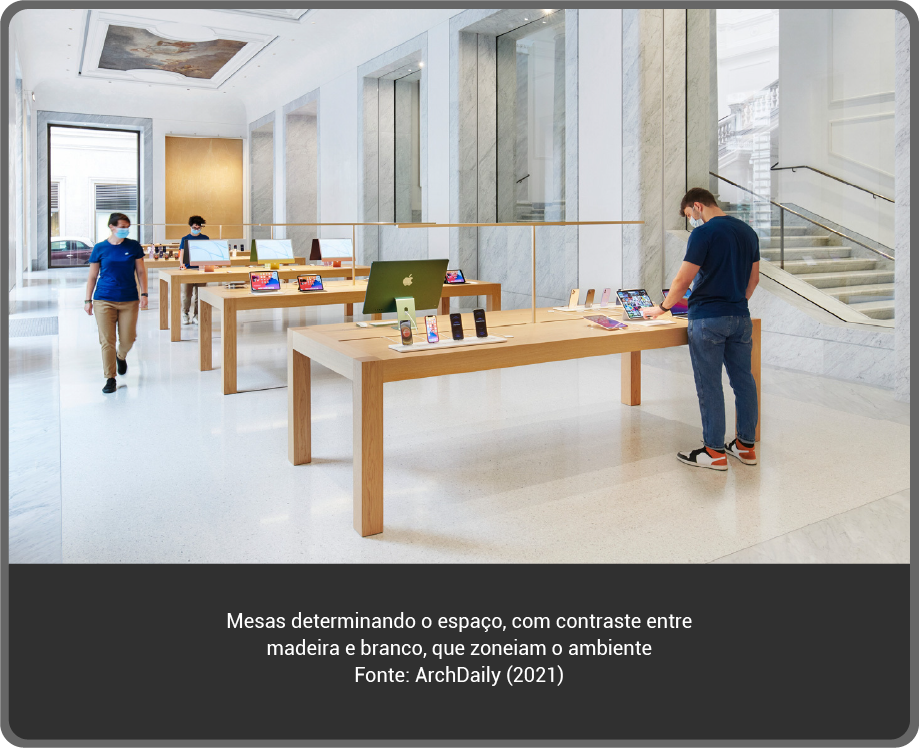 Mesas determinando o espaço, com contraste entre
madeira e branco, que zoneiam o ambiente
Fonte: ArchDaily (2021)